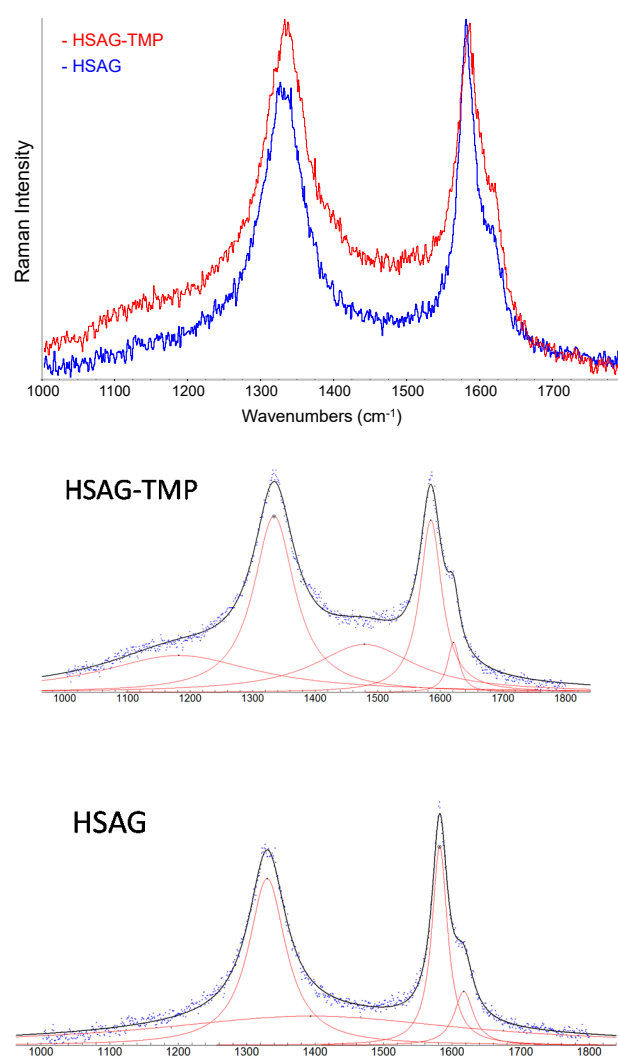 - HSAG-TMP
- HSAG
Raman Intensity
1000 1100 1200 1300 1400 1500 1600 1700
Wavenumbers (cm-1)
HSAG-TMP
1000 1100 1200 1300 1400 1500 1600 1700 1800
HSAG
1000 1100 1200 1300 1400 1500 1600 1700 1800